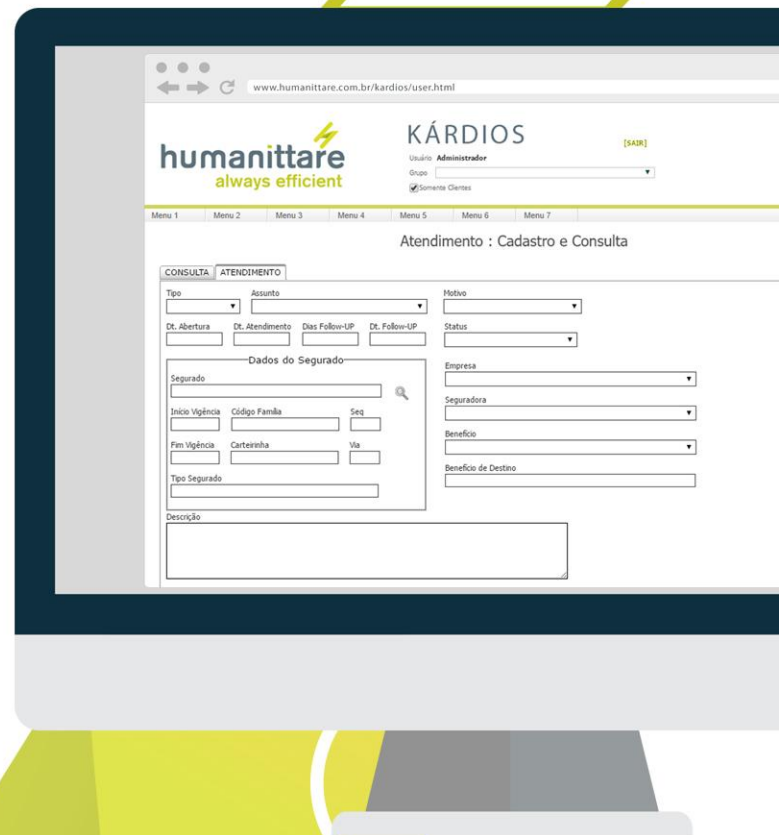 www.humanittare.com.br/kardios/user.html
humanittare
always efficient
KÁRDIOS
[SAIR]
Usuário Administrador
Grupo
Somente Clientes
Menu 1 Menu 2 Menu 3 Menu 4 Menu 5 Menu 6 Menu 7
Atendimento : Cadastro e Consulta
CONSULTA ATENDIMENTO
Tipo Assunto Motivo
Dt. Abertura Dt. Atendimento Dias Follow-UP Dt. Follow-UP Status
Dados do Segurado
Empresa
Segurado
Seguradora
Início Vigência Código Família Seq
Benefício
Fim Vigência Carteirinha Via
Benefício de Destino
Tipo Segurado
Descrição